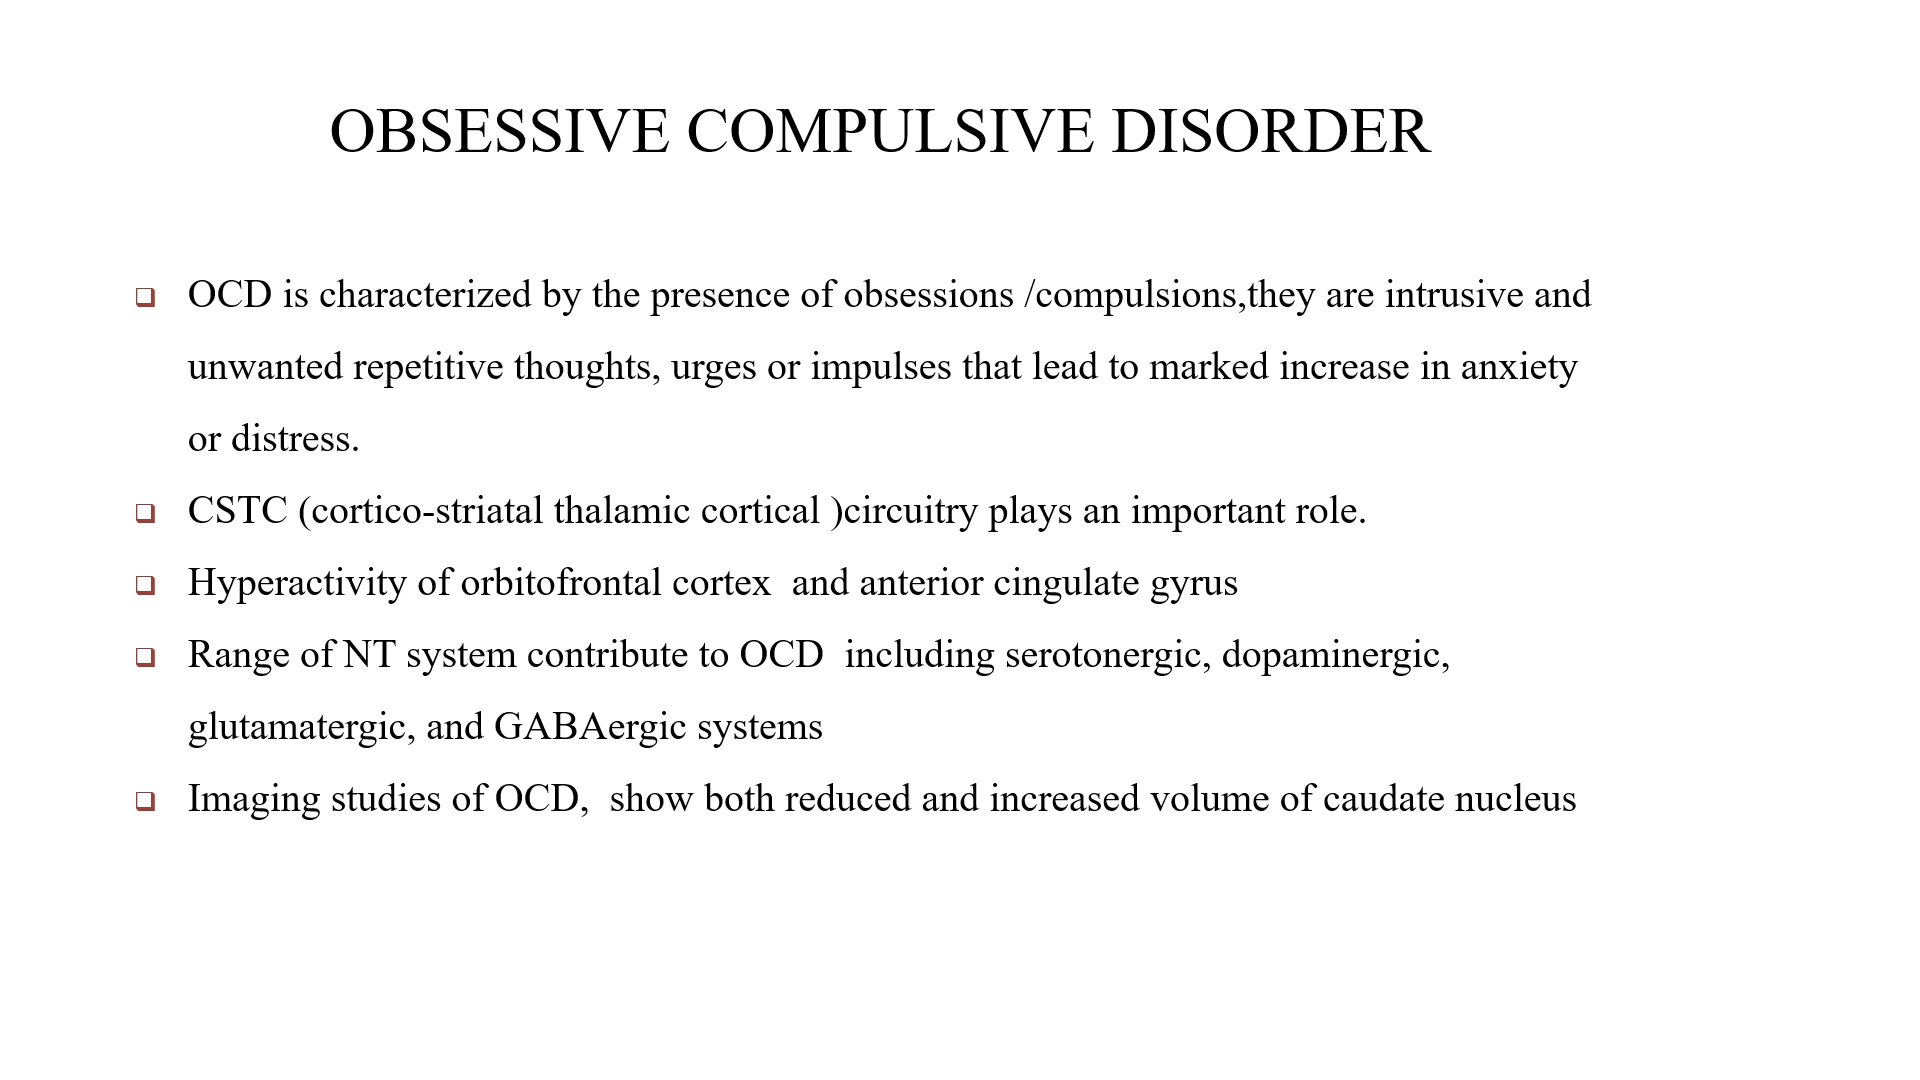 OBSESSIVE COMPULSIVE DISORDER
❑ OCD is characterized by the presence of obsessions /compulsions,they are intrusive and
unwanted repetitive thoughts, urges or impulses that lead to marked increase in anxiety
or distress.
❑ CSTC (cortico-striatal thalamic cortical )circuitry plays an important role.
❑ Hyperactivity of orbitofrontal cortex  and anterior cingulate gyrus
❑ Range of NT system contribute to OCD  including serotonergic, dopaminergic,
glutamatergic, and GABAergic systems
❑ Imaging studies of OCD,  show both reduced and increased volume of caudate nucleus